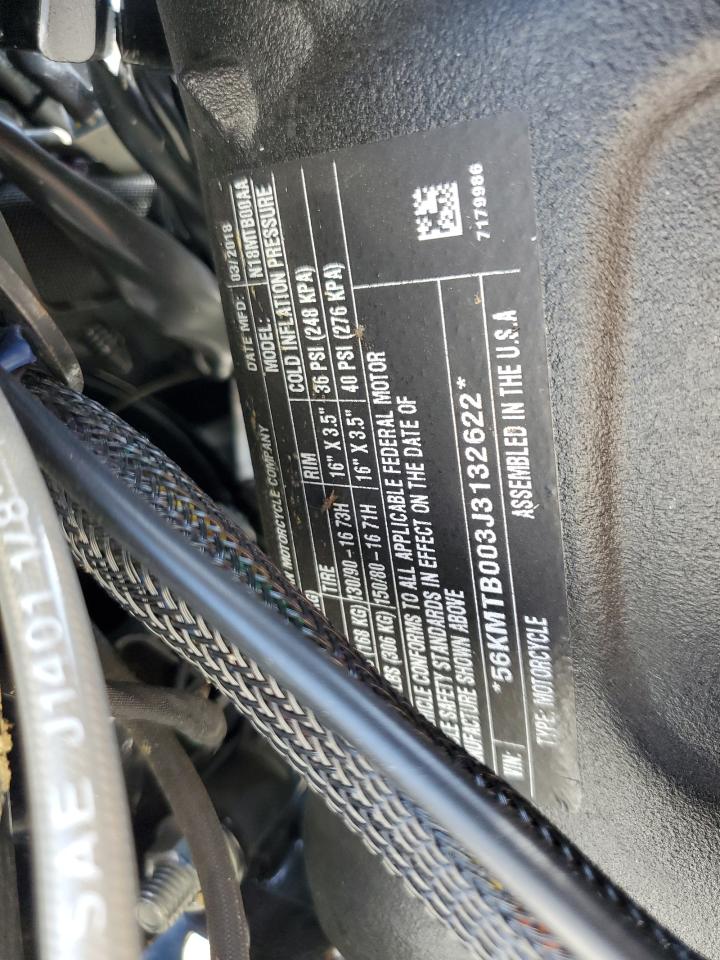 DATE MFD: 03/2018
N MOTORCYCLE COMPANY MODEL: N18MTB00AA
TIRE RIM COLD INFLATION PRESSURE
(168 KG) 130/90-16 73H 16" X 3.5" 36 PSI (248 KPA)
LBS (306 KG) 150/80-16 71H 16" X 3.5" 40 PSI (276 KPA)
CONFORMS TO ALL APPLICABLE FEDERAL MOTOR
SAFETY STANDARDS IN EFFECT ON THE DATE OF
SHOWN ABOVE
VIN: *56KMTB003J3132622*
TYPE: MOTORCYCLE ASSEMBLED IN THE U.S.A
7179986
SAE J1401 1/8